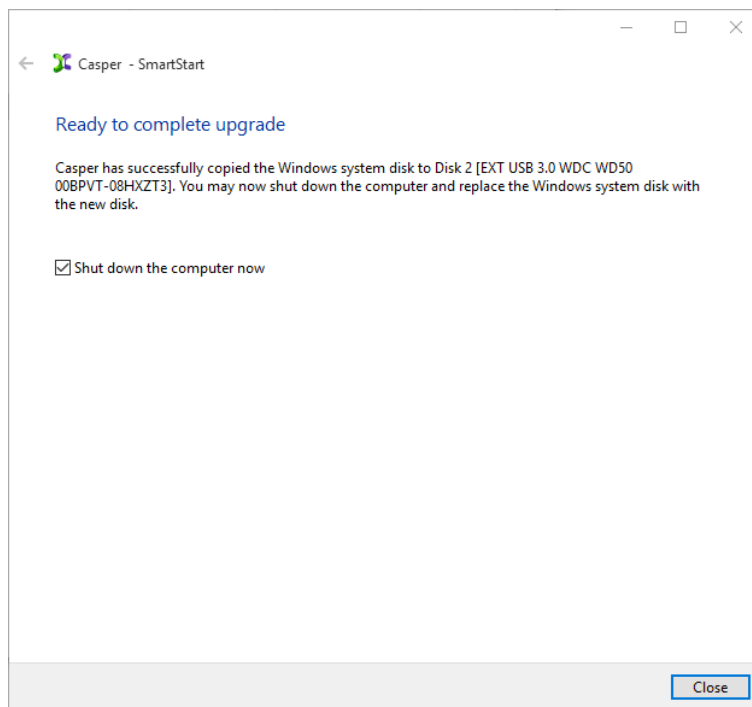 Casper - SmartStart
Ready to complete upgrade
Casper has successfully copied the Windows system disk to Disk 2 [EXT USB 3.0 WDC WD50
00BPVT-08HXZT3]. You may now shut down the computer and replace the Windows system disk with
the new disk.
Shut down the computer now
Close